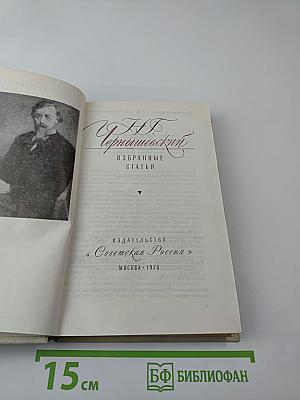 Н.Г.
Чернышевский
ИЗБРАННЫЕ
СТАТЬИ
ИЗДАТЕЛЬСТВО
«Советская Россия»
МОСКВА • 1978
15 см
БФ БИБЛИОФАН